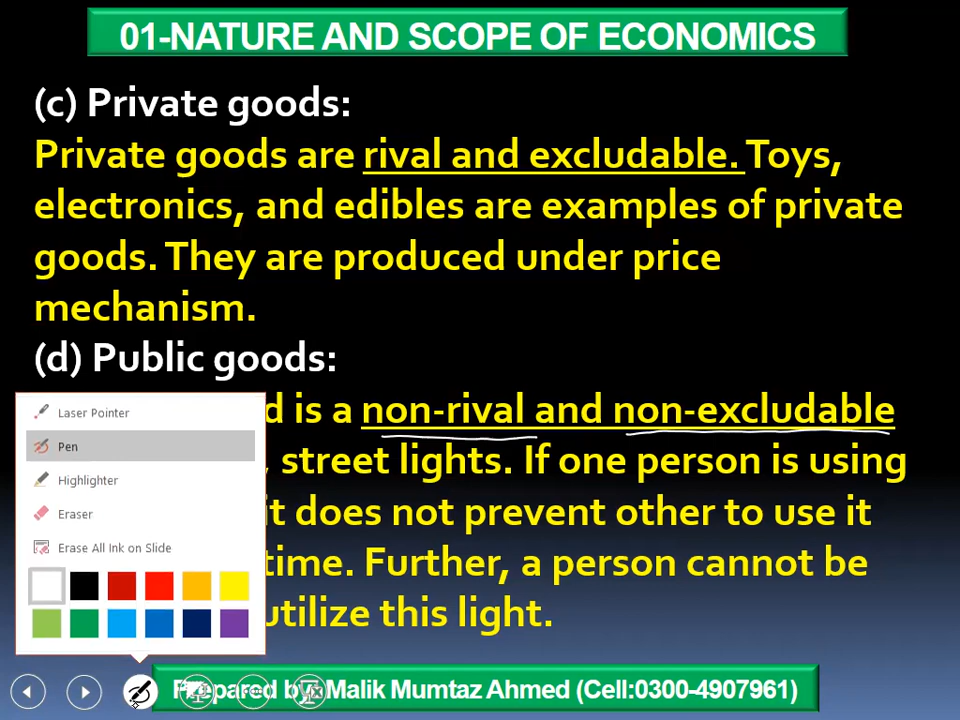 01-NATURE AND SCOPE OF ECONOMICS
(c) Private goods:
Private goods are rival and excludable. Toys,
electronics, and edibles are examples of private
goods. They are produced under price
mechanism.
(d) Public goods:
d is a non-rival and non-excludable
, street lights. If one person is using
it does not prevent other to use it
time. Further, a person cannot be
utilize this light.
Laser Pointer
Pen
Highlighter
Eraser
Erase All Ink on Slide
Prepared by: Malik Mumtaz Ahmed (Cell:0300-4907961)